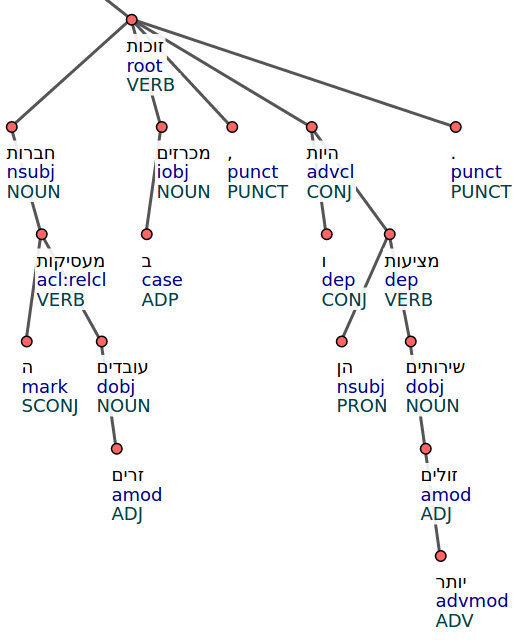 זוכות
root
VERB
חברות
nsubj
NOUN
מכרזים
iobj
NOUN
,
punct
PUNCT
היות
advcl
CONJ
.
punct
PUNCT
מעסיקות
acl:relcl
VERB
ב
case
ADP
ו
dep
CONJ
מציעות
dep
VERB
ה
mark
SCONJ
עובדים
dobj
NOUN
הן
nsubj
PRON
שירותים
dobj
NOUN
זרים
amod
ADJ
זולים
amod
ADJ
יותר
advmod
ADV